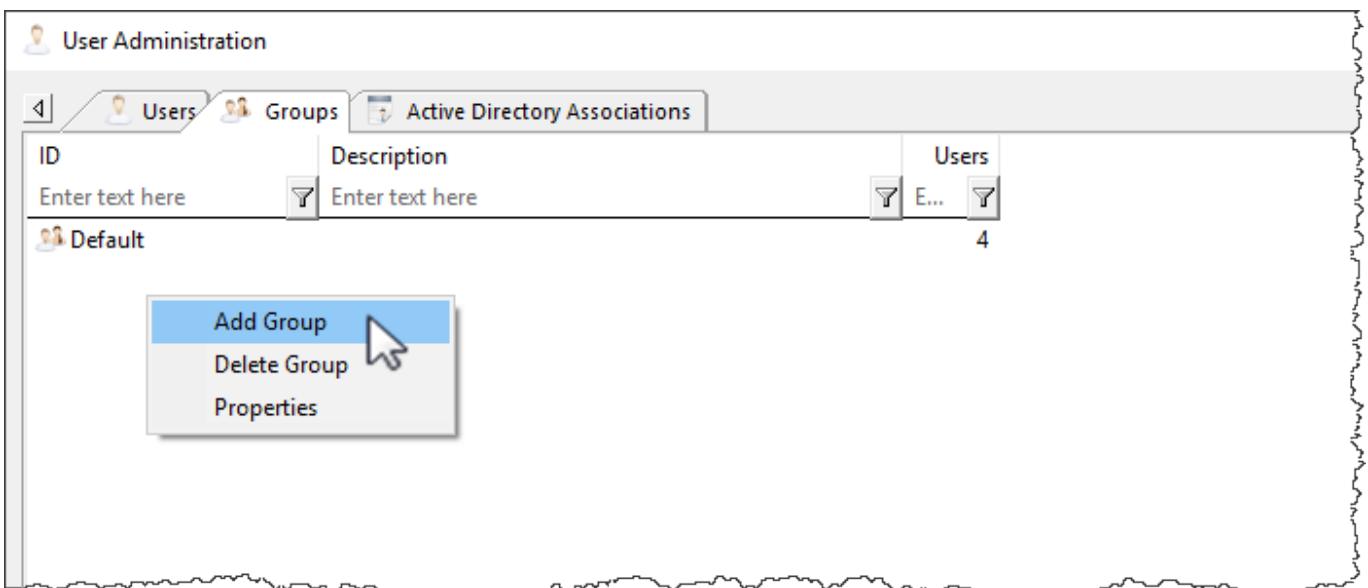 User Administration
Users Groups Active Directory Associations
ID Description Users
Enter text here Enter text here E...
Default 4
Add Group
Delete Group
Properties